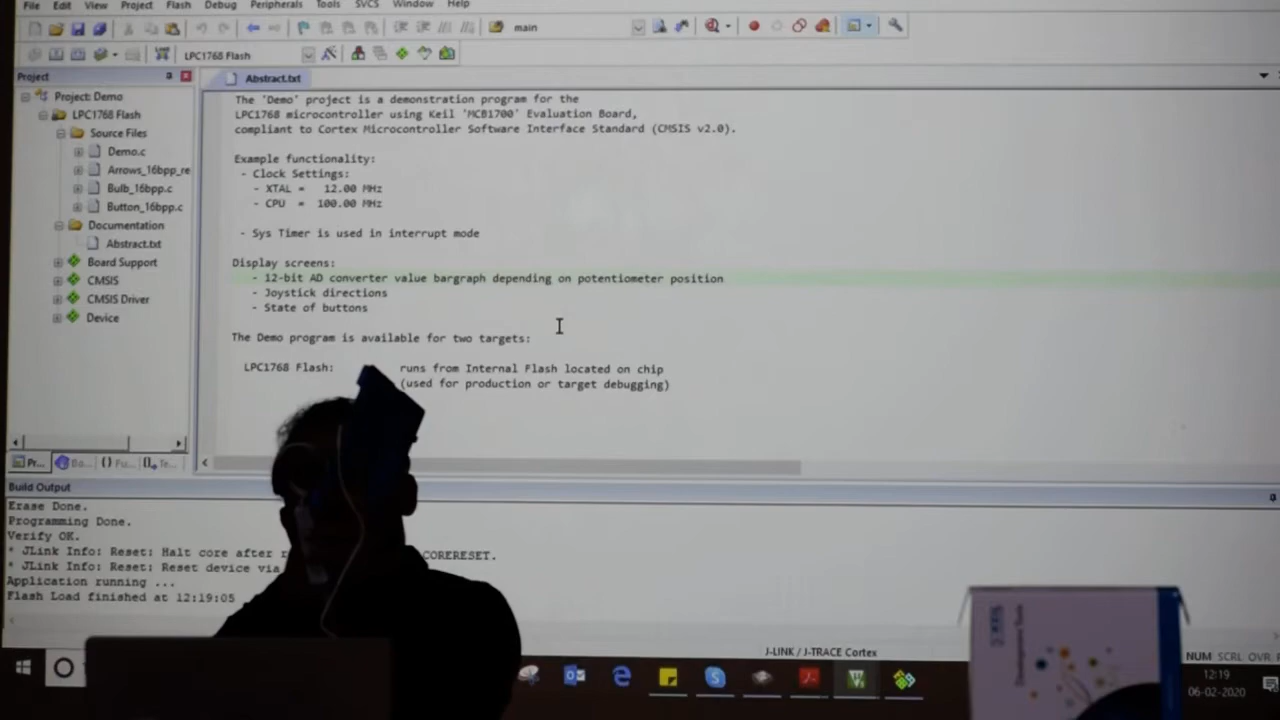 File Edit View Project Flash Debug Peripherals Tools SVCS Window Help
main
LPC1768 Flash
Project
Abstract.txt
Project: Demo
LPC1768 Flash
Source Files
Demo.c
Arrows_16bpp_re
Bulb_16bpp.c
Button_16bpp.c
Documentation
Abstract.txt
Board Support
CMSIS
CMSIS Driver
Device
The 'Demo' project is a demonstration program for the
LPC1768 microcontroller using Keil 'MCB1700' Evaluation Board,
compliant to Cortex Microcontroller Software Interface Standard (CMSIS v2.0).
Example functionality:
- Clock Settings:
- XTAL = 12.00 MHz
- CPU = 100.00 MHz
- Sys Timer is used in interrupt mode
Display screens:
- 12-bit AD converter value bargraph depending on potentiometer position
- Joystick directions
- State of buttons
The Demo program is available for two targets:
LPC1768 Flash: runs from Internal Flash located on chip
(used for production or target debugging)
Pr... Bo... {} Fu... Te...
Build Output
Erase Done.
Programming Done.
Verify OK.
* JLink Info: Reset: Halt core after r CORERESET.
* JLink Info: Reset device via
Application running ...
Flash Load finished at 12:19:05
J-LINK / J-TRACE Cortex
NUM SCRL OVR
12:19
06-02-2020
Development Tools